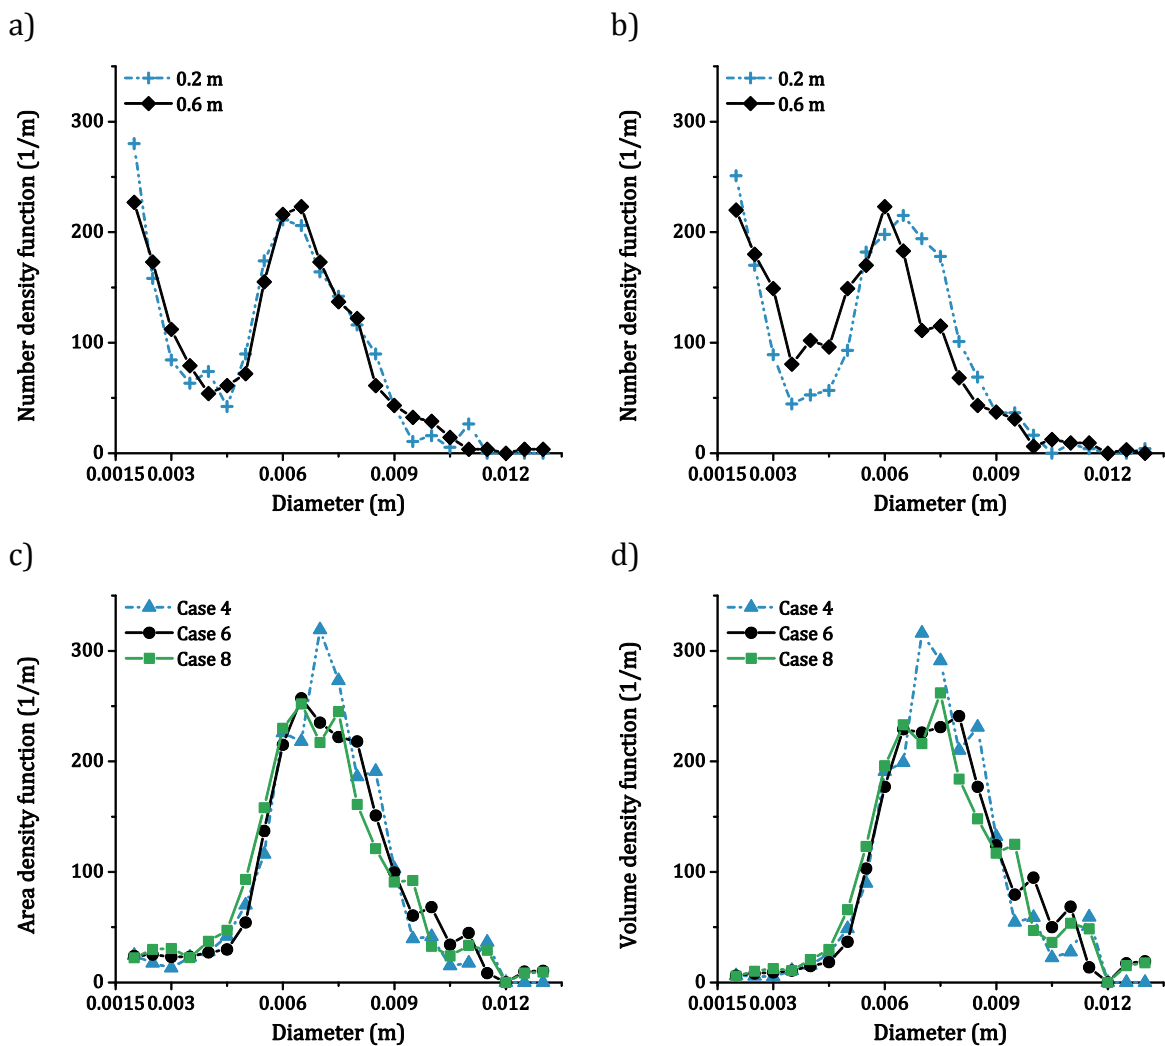 a)
0.2 m
0.6 m
Number density function (1/m)
300
200
100
0
0.0015
0.003
0.006
0.009
0.012
Diameter (m)
b)
0.2 m
0.6 m
Number density function (1/m)
300
200
100
0
0.0015
0.003
0.006
0.009
0.012
Diameter (m)
c)
Case 4
Case 6
Case 8
Area density function (1/m)
300
200
100
0
0.0015
0.003
0.006
0.009
0.012
Diameter (m)
d)
Case 4
Case 6
Case 8
Volume density function (1/m)
300
200
100
0
0.0015
0.003
0.006
0.009
0.012
Diameter (m)